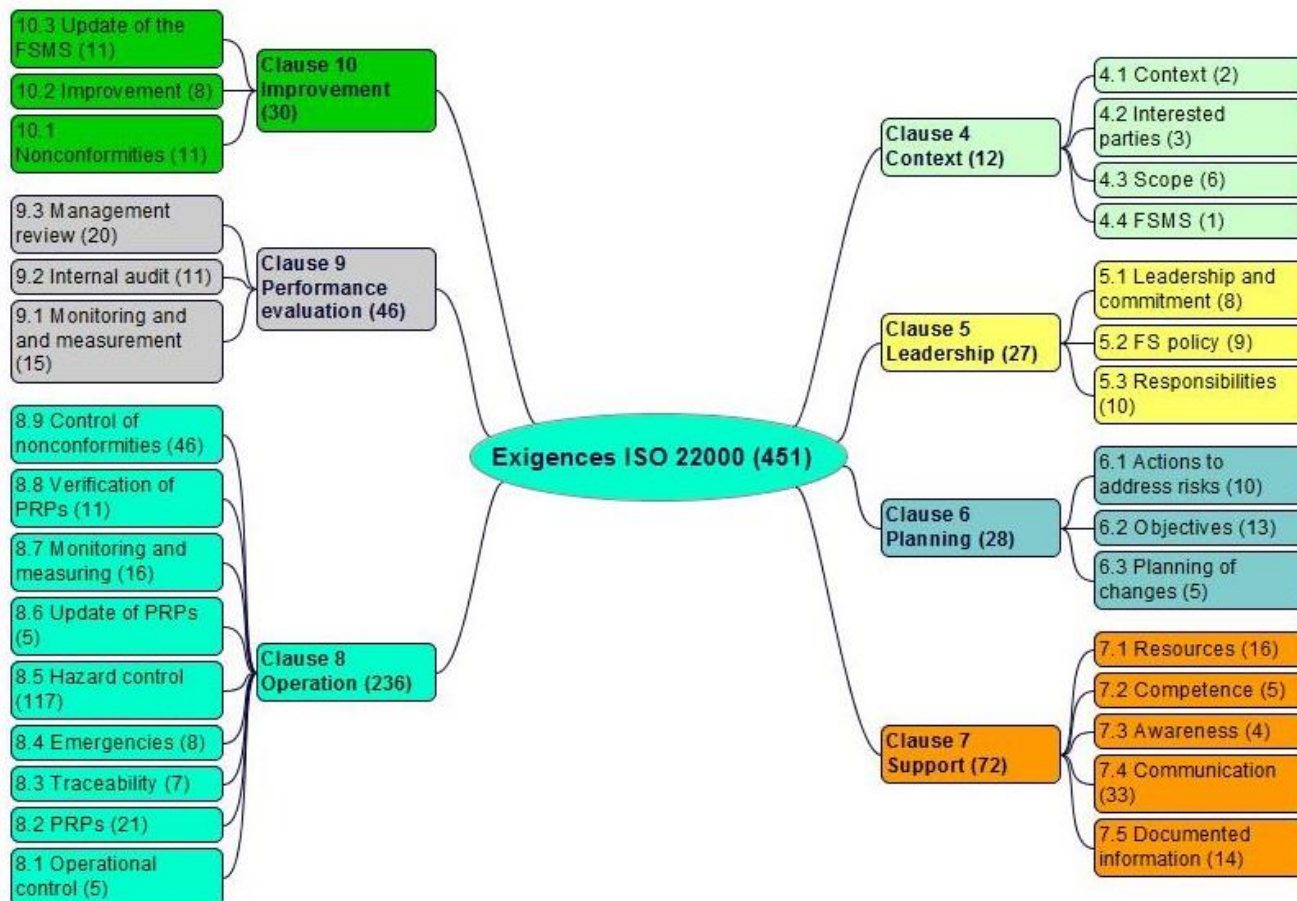 10.3 Update of the
FSMS (11)
10.2 Improvement (8)
10.1
Nonconformities (11)
Clause 10
Improvement
(30)
9.3 Management
review (20)
9.2 Internal audit (11)
9.1 Monitoring and
and measurement
(15)
Clause 9
Performance
evaluation (46)
8.9 Control of
nonconformities (46)
8.8 Verification of
PRPs (11)
8.7 Monitoring and
measuring (16)
8.6 Update of PRPs
(5)
8.5 Hazard control
(117)
8.4 Emergencies (8)
8.3 Traceability (7)
8.2 PRPs (21)
8.1 Operational
control (5)
Clause 8
Operation (236)
Exigences ISO 22000 (451)
Clause 4
Context (12)
4.1 Context (2)
4.2 Interested
parties (3)
4.3 Scope (6)
4.4 FSMS (1)
Clause 5
Leadership (27)
5.1 Leadership and
commitment (8)
5.2 FS policy (9)
5.3 Responsibilities
(10)
Clause 6
Planning (28)
6.1 Actions to
address risks (10)
6.2 Objectives (13)
6.3 Planning of
changes (5)
Clause 7
Support (72)
7.1 Resources (16)
7.2 Competence (5)
7.3 Awareness (4)
7.4 Communication
(33)
7.5 Documented
information (14)